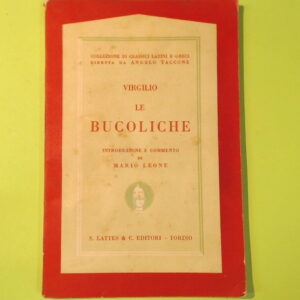 COLLEZIONE DI CLASSICI LATINI E GRECI
DIRETTA DA ANGELO TACCONE
VIRGILIO
LE
BUCOLICHE
INTRODUZIONE E COMMENTO
DI
MARIO LEONE
S. LATTES & C. EDITORI - TORINO